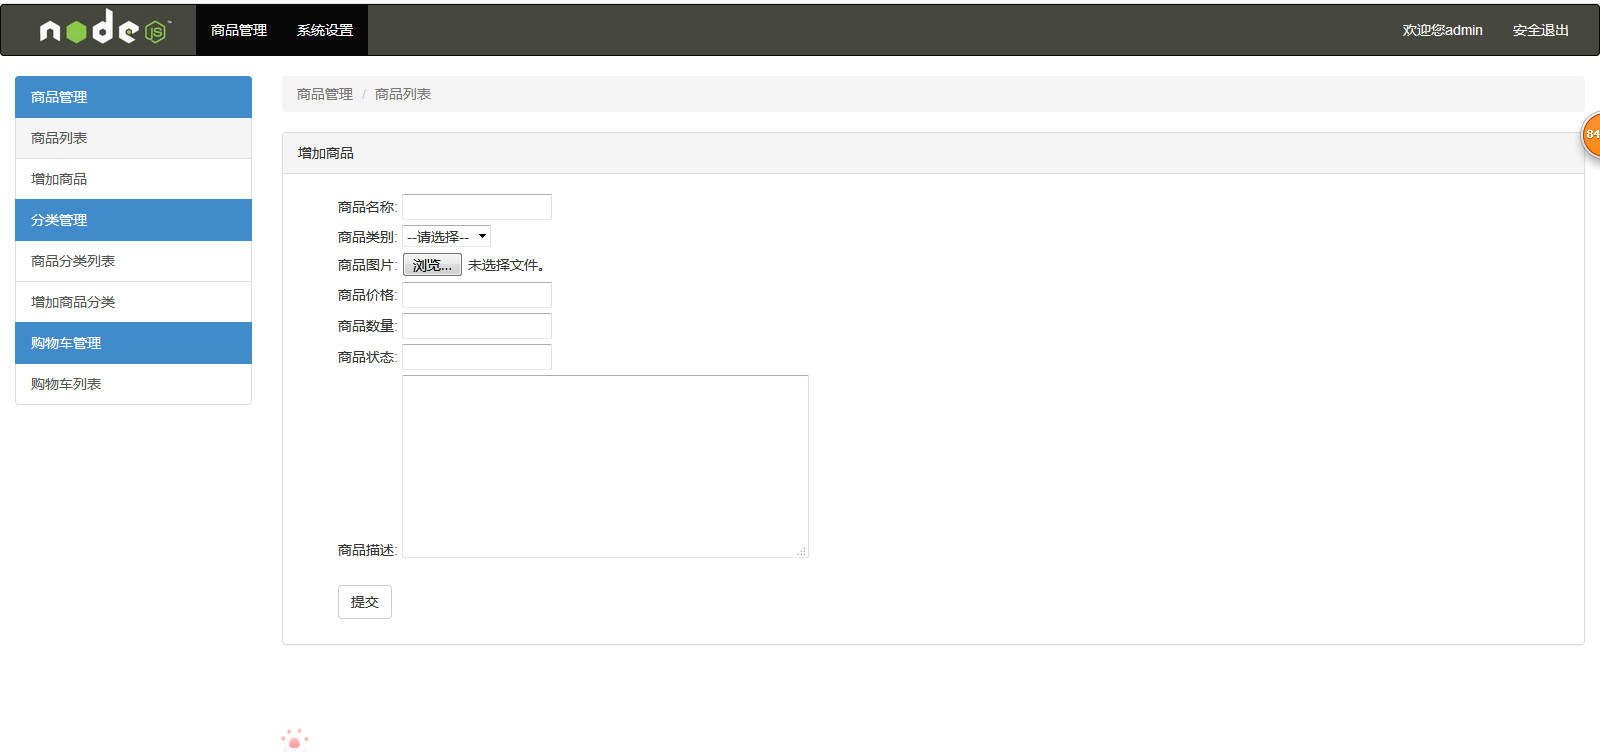 node JS™ 商品管理 系统设置 欢迎您admin 安全退出
商品管理
商品列表
增加商品
分类管理
商品分类列表
增加商品分类
购物车管理
购物车列表
商品管理 / 商品列表
84
增加商品
商品名称:
商品类别: --请选择--
商品图片: 浏览... 未选择文件。
商品价格:
商品数量:
商品状态:
商品描述:
提交